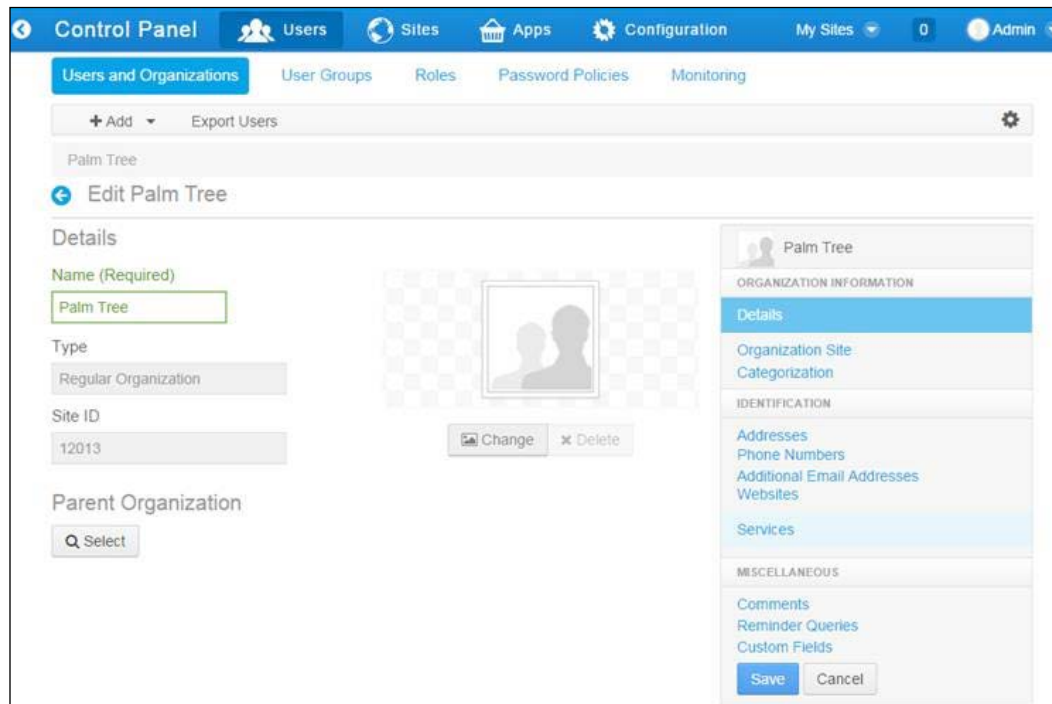 Control Panel Users Sites Apps Configuration My Sites 0 Admin
Users and Organizations User Groups Roles Password Policies Monitoring
+ Add Export Users
Palm Tree
Edit Palm Tree
Details
Name (Required)
Palm Tree
Type
Regular Organization
Site ID
12013
Change Delete
Parent Organization
Select
Palm Tree
ORGANIZATION INFORMATION
Details
Organization Site
Categorization
IDENTIFICATION
Addresses
Phone Numbers
Additional Email Addresses
Websites
Services
MISCELLANEOUS
Comments
Reminder Queries
Custom Fields
Save Cancel